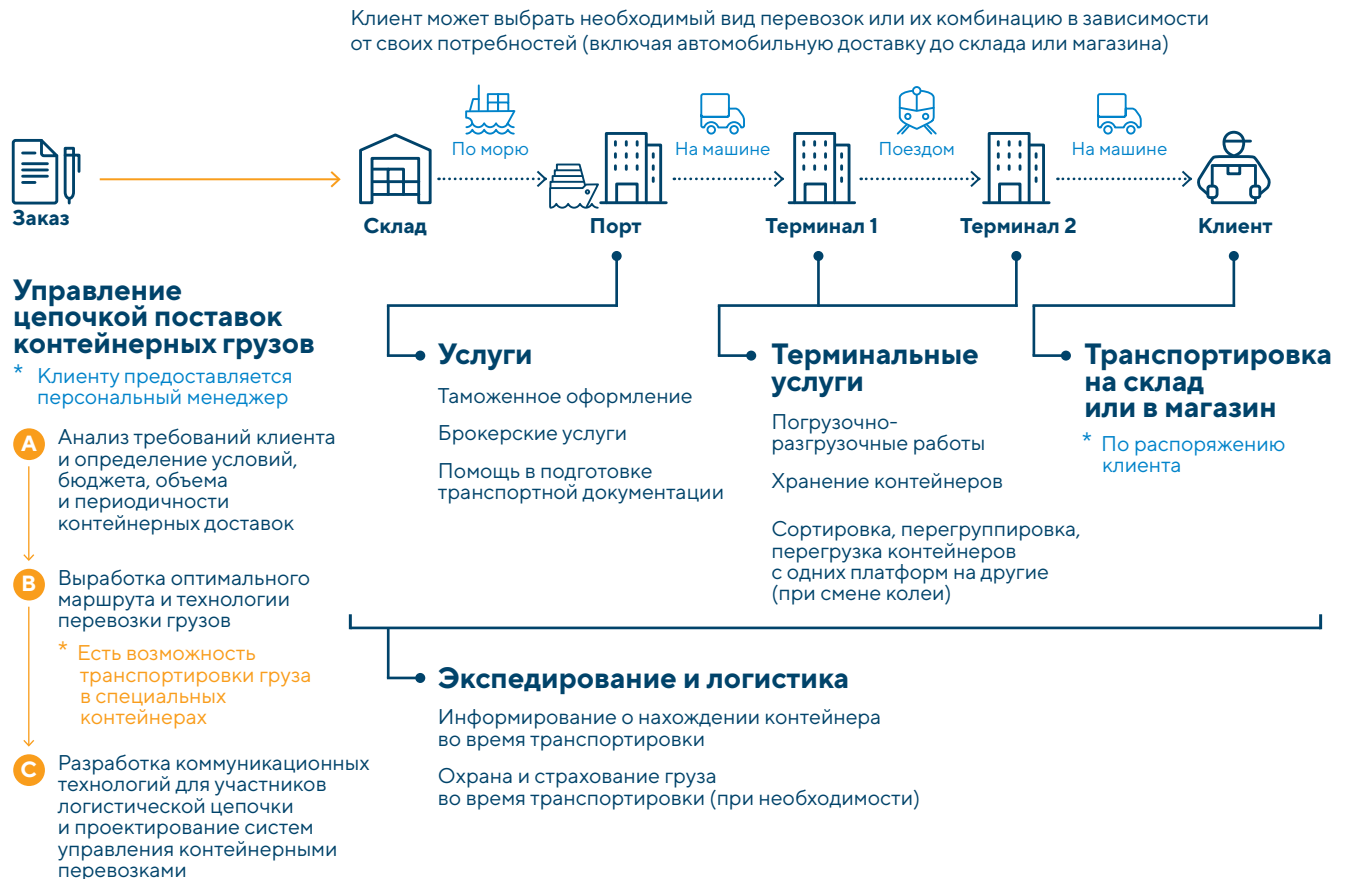 Клиент может выбрать необходимый вид перевозок или их комбинацию в зависимости
от своих потребностей (включая автомобильную доставку до склада или магазина)
По морю
На машине
Поездом
На машине
Заказ
Склад
Порт
Терминал 1
Терминал 2
Клиент
Управление
цепочкой поставок
контейнерных грузов
* Клиенту предоставляется
персональный менеджер
A
Анализ требований клиента
и определение условий,
бюджета, объема
и периодичности
контейнерных доставок
B
Выработка оптимального
маршрута и технологии
перевозки грузов
* Есть возможность
транспортировки груза
в специальных
контейнерах
C
Разработка коммуникационных
технологий для участников
логистической цепочки
и проектирование систем
управления контейнерными
перевозками
Услуги
Таможенное оформление
Брокерские услуги
Помощь в подготовке
транспортной документации
Терминальные
услуги
Погрузочно-
разгрузочные работы
Хранение контейнеров
Сортировка, перегруппировка,
перегрузка контейнеров
с одних платформ на другие
(при смене колеи)
Транспортировка
на склад
или в магазин
* По распоряжению
клиента
Экспедирование и логистика
Информирование о нахождении контейнера
во время транспортировки
Охрана и страхование груза
во время транспортировки (при необходимости)